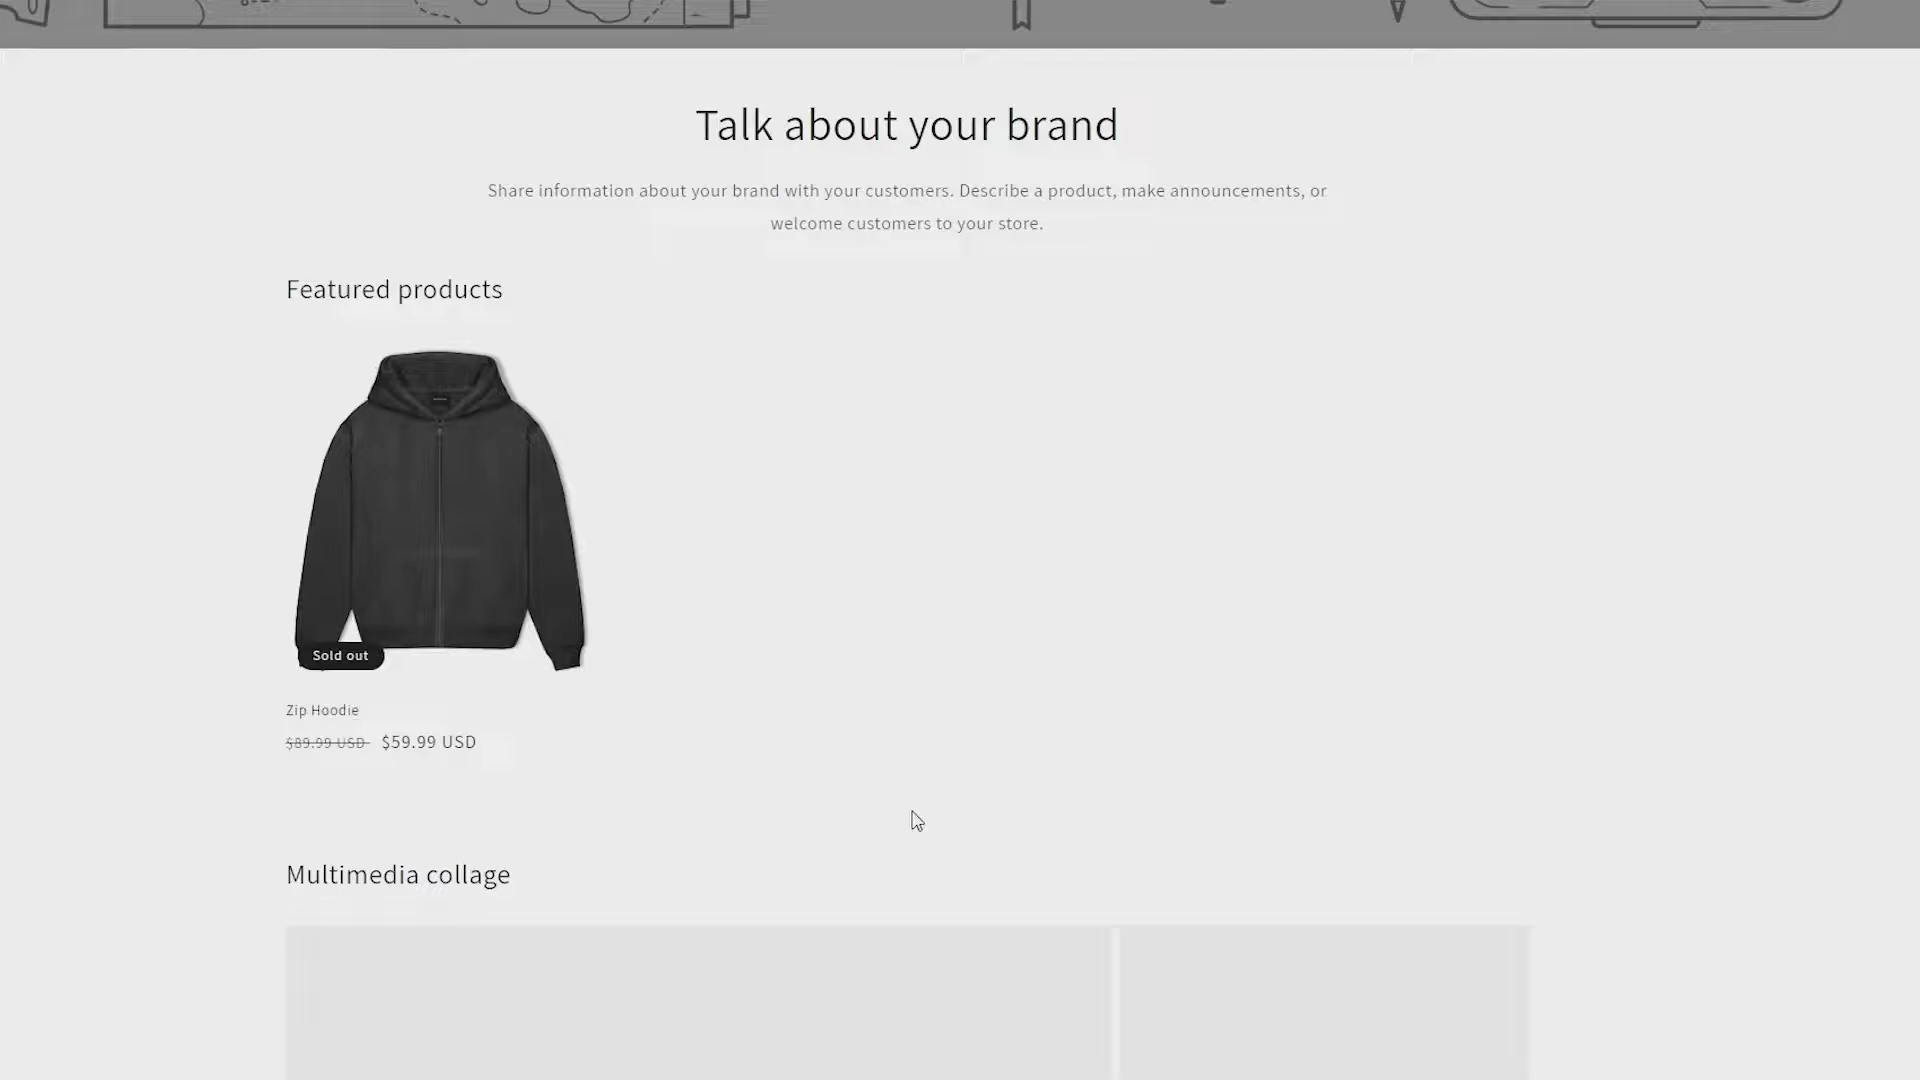 Talk about your brand
Share information about your brand with your customers. Describe a product, make announcements, or
welcome customers to your store.
Featured products
Sold out
Zip Hoodie
$89.99 USD $59.99 USD
Multimedia collage